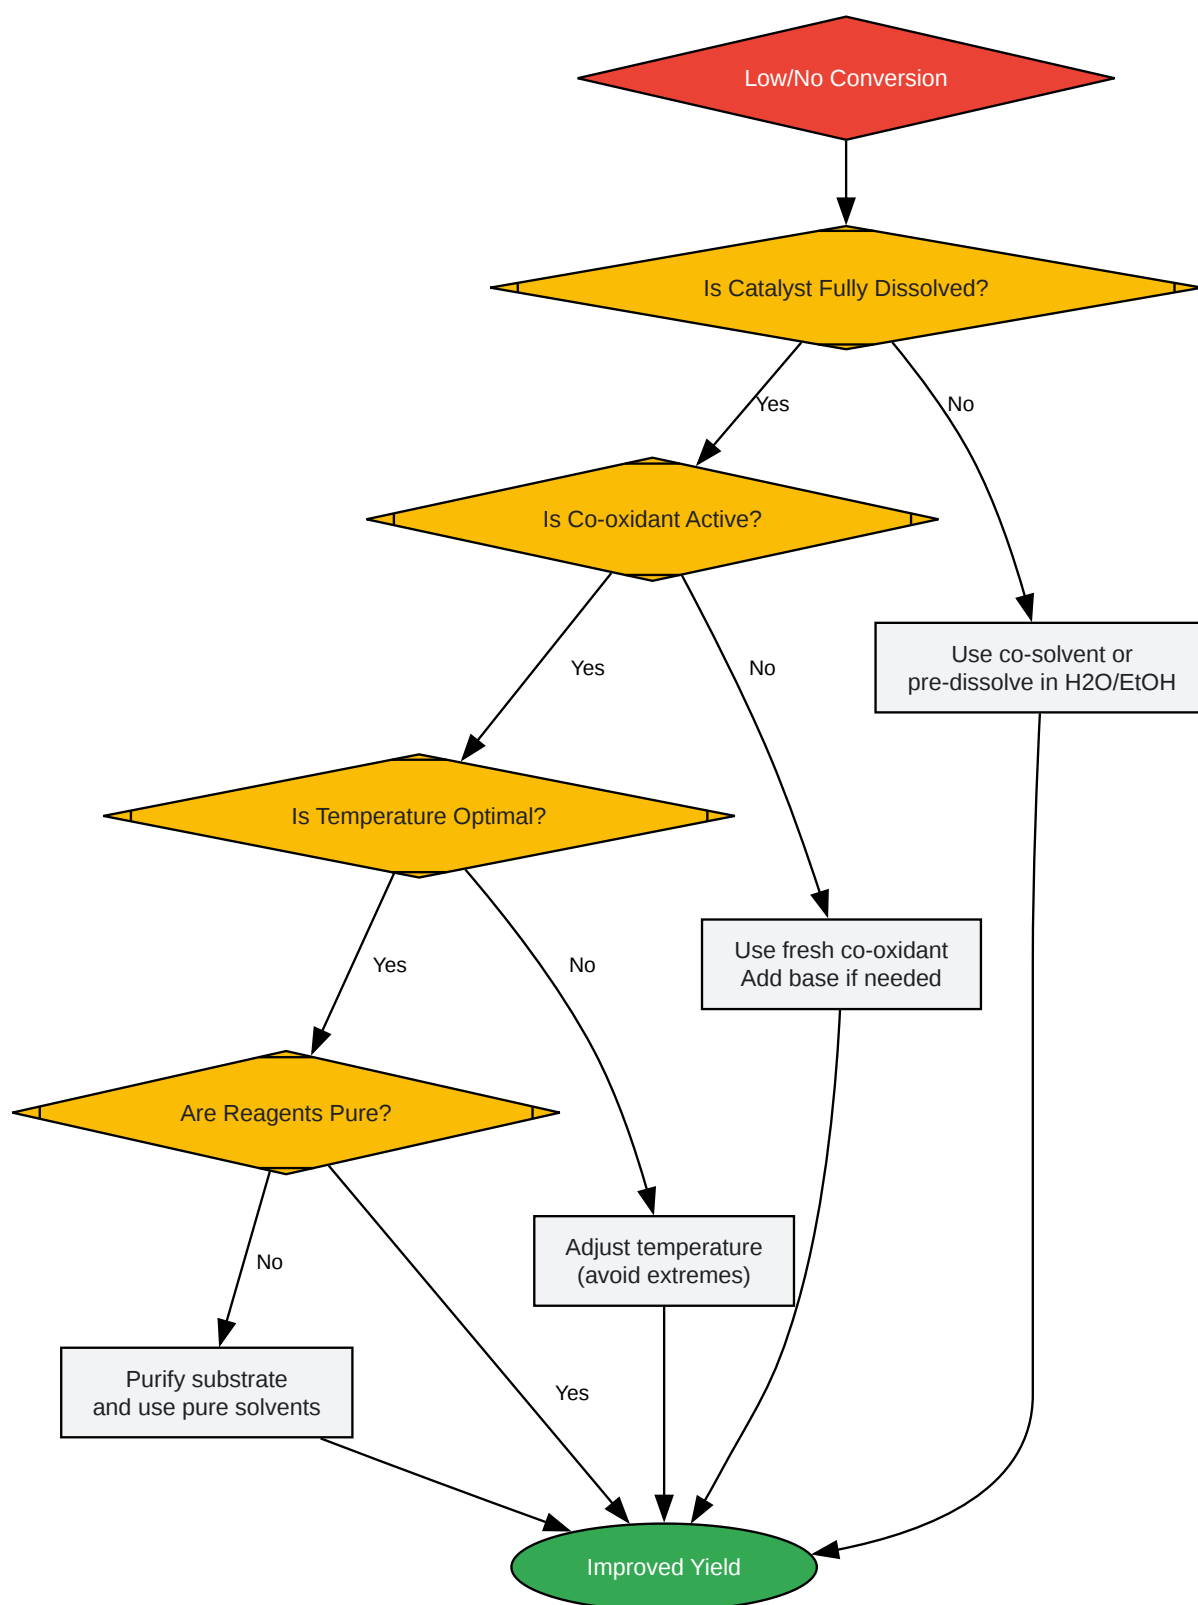 Low/No Conversion
Is Catalyst Fully Dissolved?
Yes
No
Is Co-oxidant Active?
Yes
No
Use co-solvent or
pre-dissolve in H2O/EtOH
Is Temperature Optimal?
Yes
No
Use fresh co-oxidant
Add base if needed
Are Reagents Pure?
No
Yes
Adjust temperature
(avoid extremes)
Purify substrate
and use pure solvents
Improved Yield